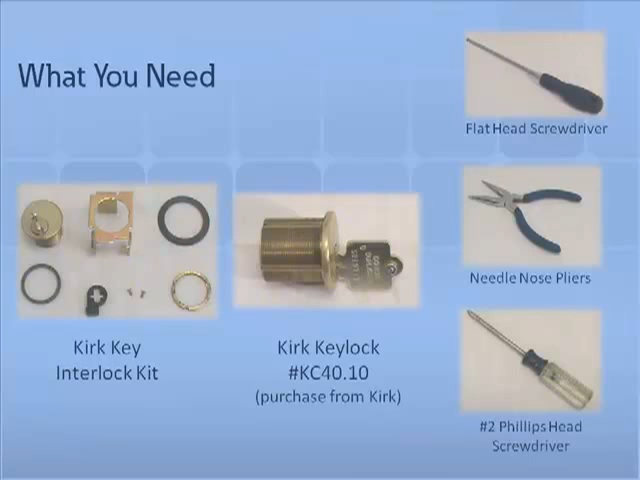 What You Need
Flat Head Screwdriver
Needle Nose Pliers
Kirk Key
Interlock Kit
Kirk Keylock
#KC40.10
(purchase from Kirk)
#2 Phillips Head
Screwdriver